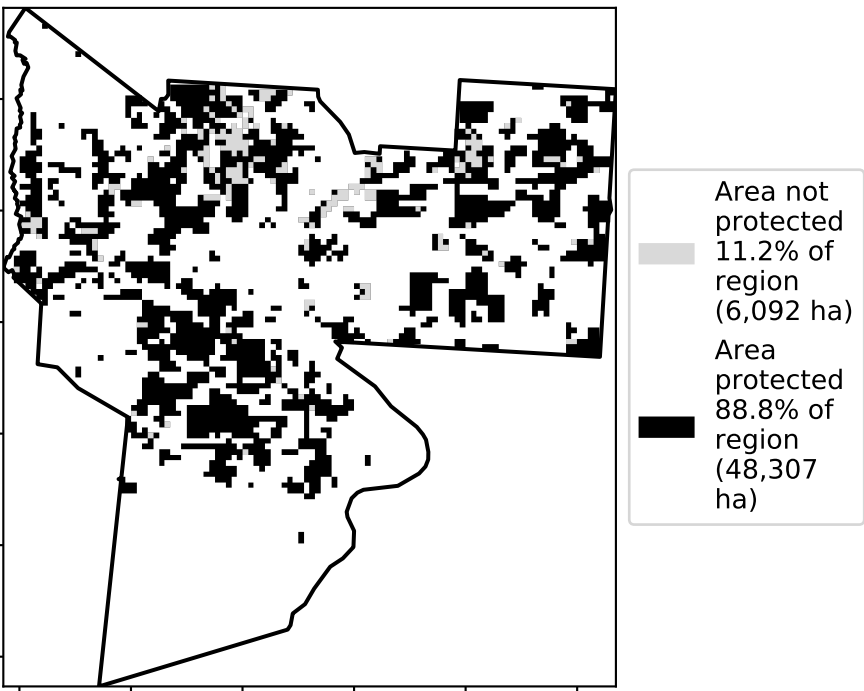 Area not
protected
11.2% of
region
(6,092 ha)
Area
protected
88.8% of
region
(48,307
ha)